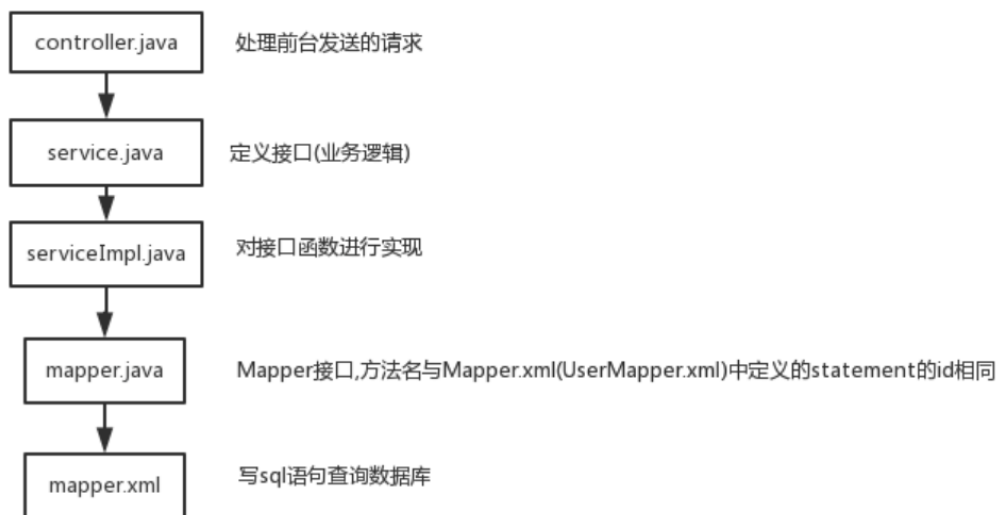 controller.java 处理前台发送的请求
service.java 定义接口(业务逻辑)
serviceImpl.java 对接口函数进行实现
mapper.java Mapper接口,方法名与Mapper.xml(UserMapper.xml)中定义的statement的id相同
mapper.xml 写sql语句查询数据库